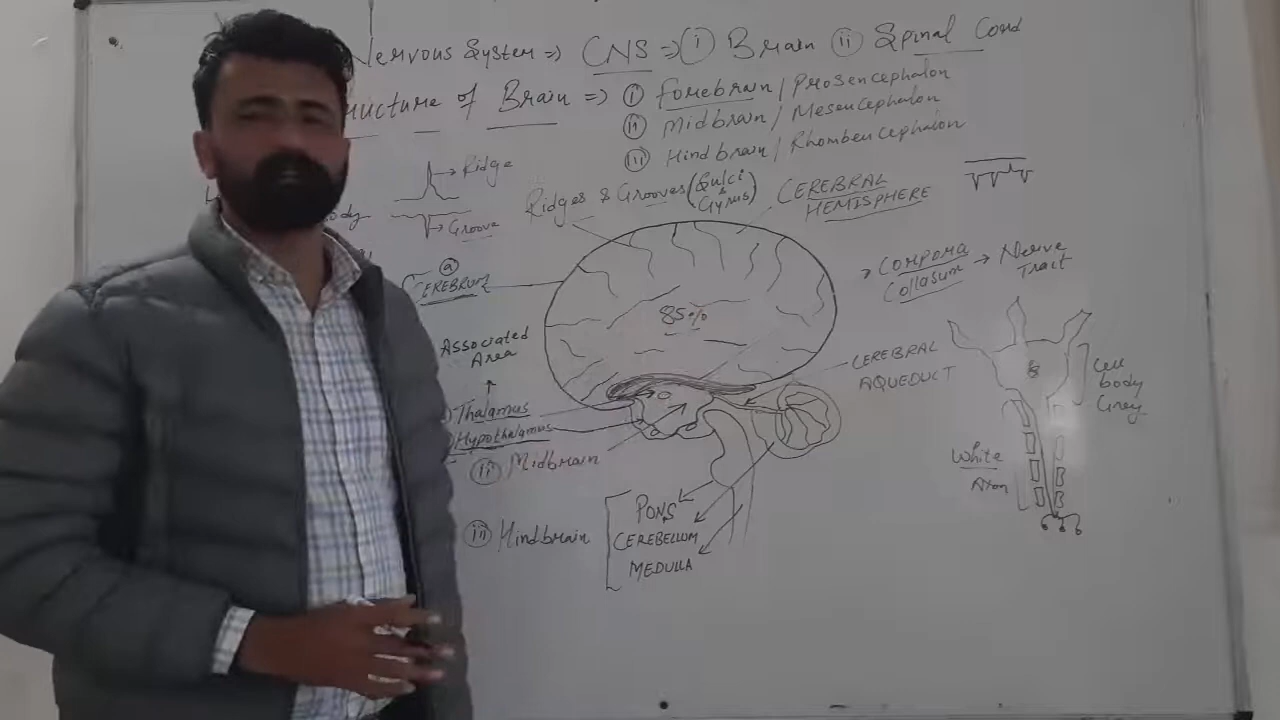 Nervous System => CNS => (i) Brain (ii) Spinal Cord
ructure of Brain => (i) Forebrain / Prosencephalon
(ii) Midbrain / Mesencephalon
(iii) Hindbrain / Rhombencephalon
Ridge
Groove
Ridges & Grooves (Sulci & Gyrus)
CEREBRAL
HEMISPHERE
(a)
CEREBRUM
85%
Corpora
Collasum → Nerve
Tract
Associated
Area
CEREBRAL
AQUEDUCT
Thalamus
Hypothalamus
(ii) Midbrain
(iii) Hindbrain
PONS
CEREBELLUM
MEDULLA
Cell
body
Grey
White
Axon